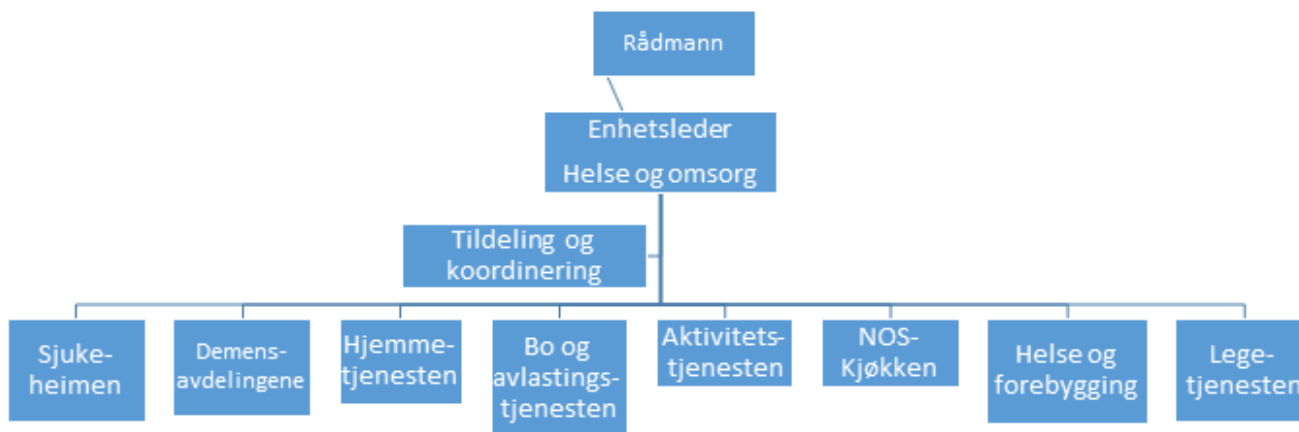 Rådmann
Enhetsleder
Helse og omsorg
Tildeling og
koordinering
Sjuke-
heimen
Demens-
avdelingene
Hjemme-
tjenesten
Bo og
avlastings-
tjenesten
Aktivitets-
tjenesten
NOS-
Kjøkken
Helse og
forebygging
Lege-
tjenesten